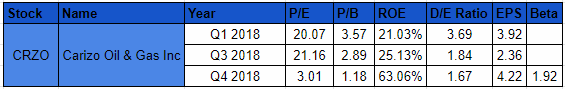 Stock Name Year P/E P/B ROE D/E Ratio EPS Beta
Q1 2018 20.07 3.57 21.03% 3.69 3.92
CRZO Carizo Oil & Gas Inc Q3 2018 21.16 2.89 25.13% 1.84 2.36
Q4 2018 3.01 1.18 63.06% 1.67 4.22 1.92